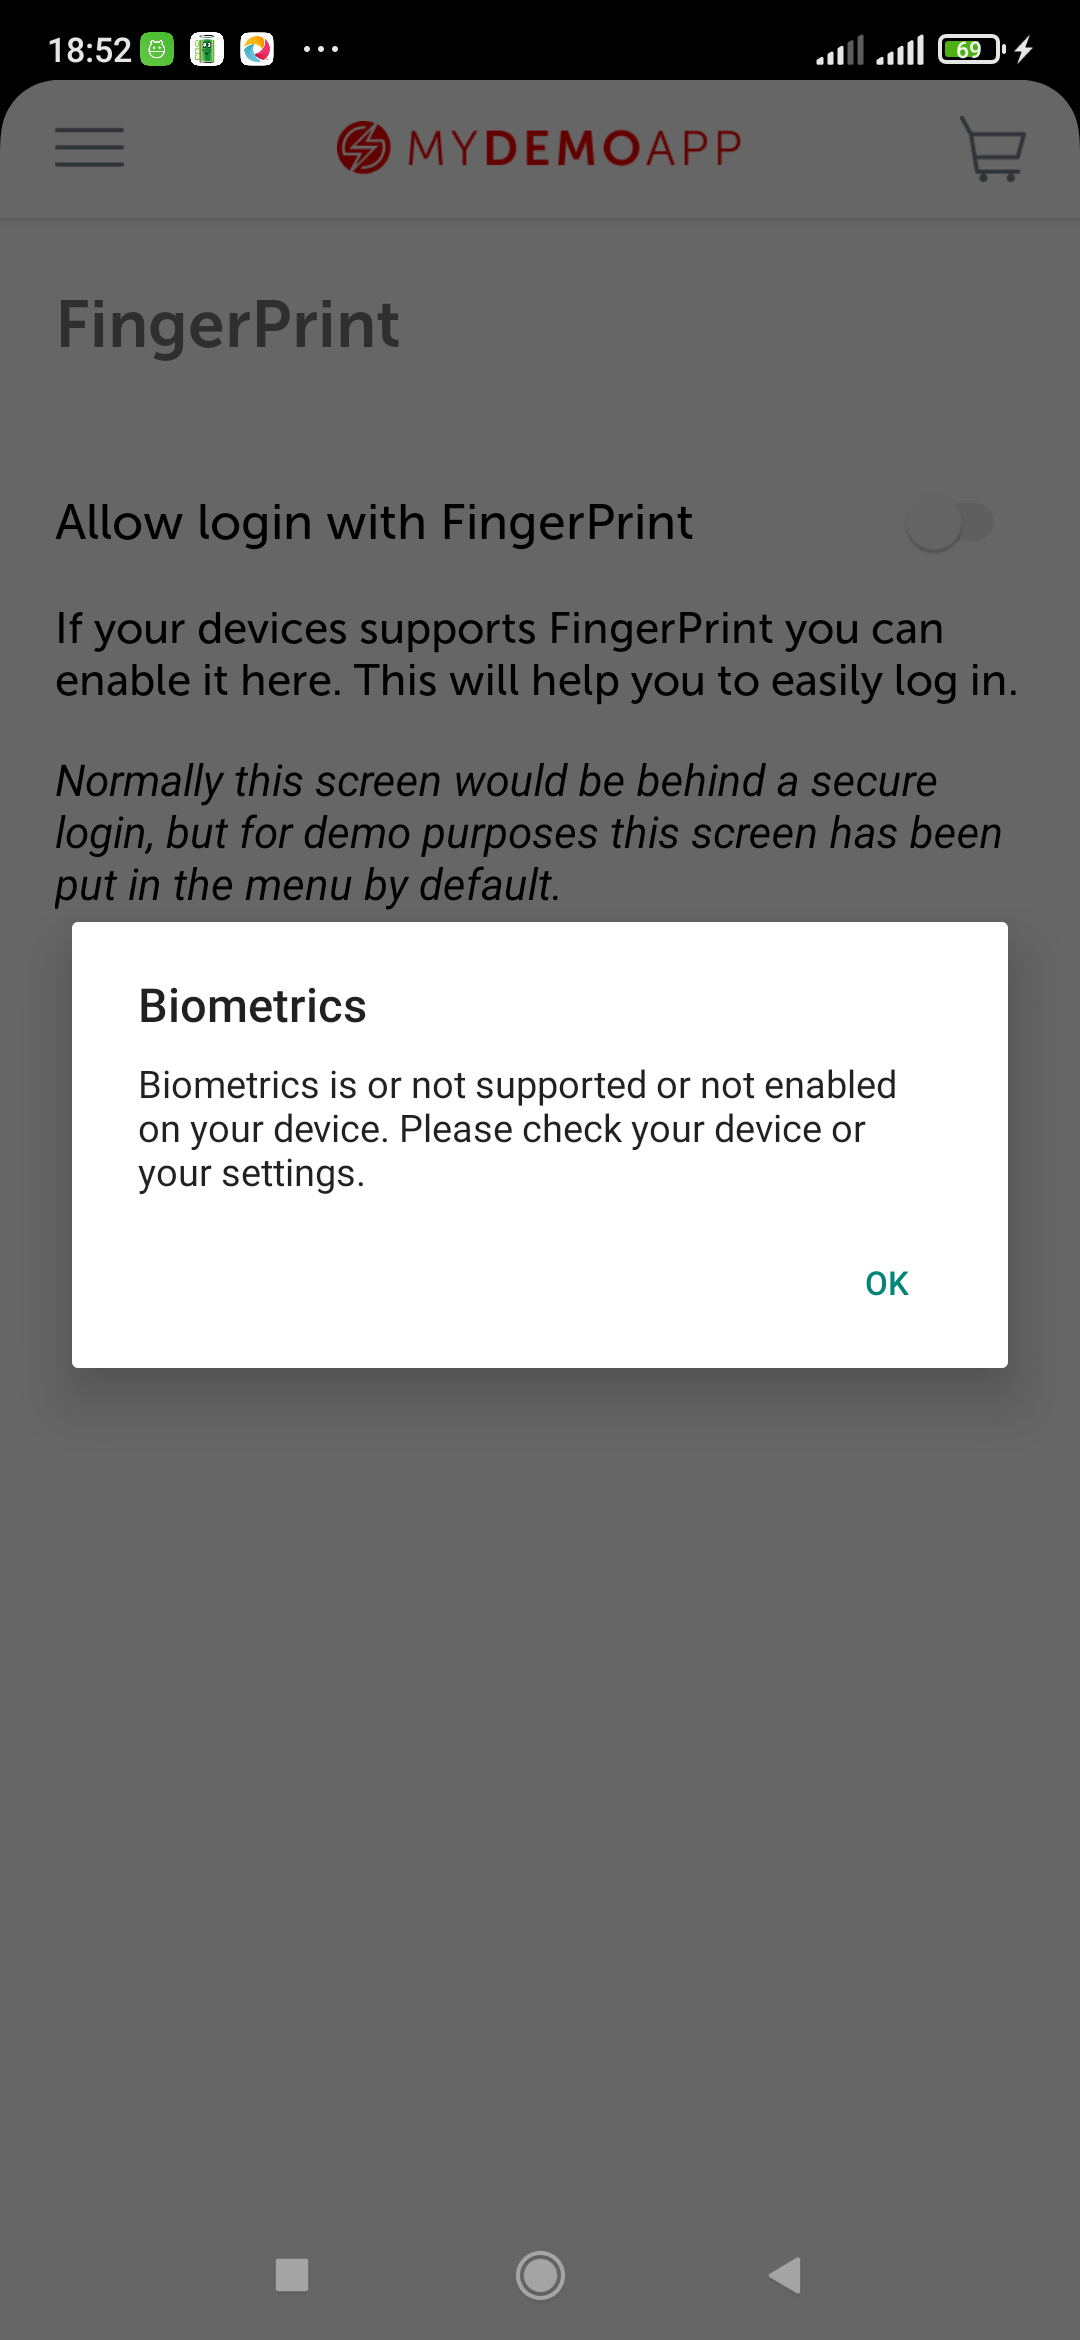 18:52
69
MYDEMOAPP
FingerPrint
Allow login with FingerPrint
If your devices supports FingerPrint you can
enable it here. This will help you to easily log in.
Normally this screen would be behind a secure
login, but for demo purposes this screen has been
put in the menu by default.
Biometrics
Biometrics is or not supported or not enabled
on your device. Please check your device or
your settings.
OK